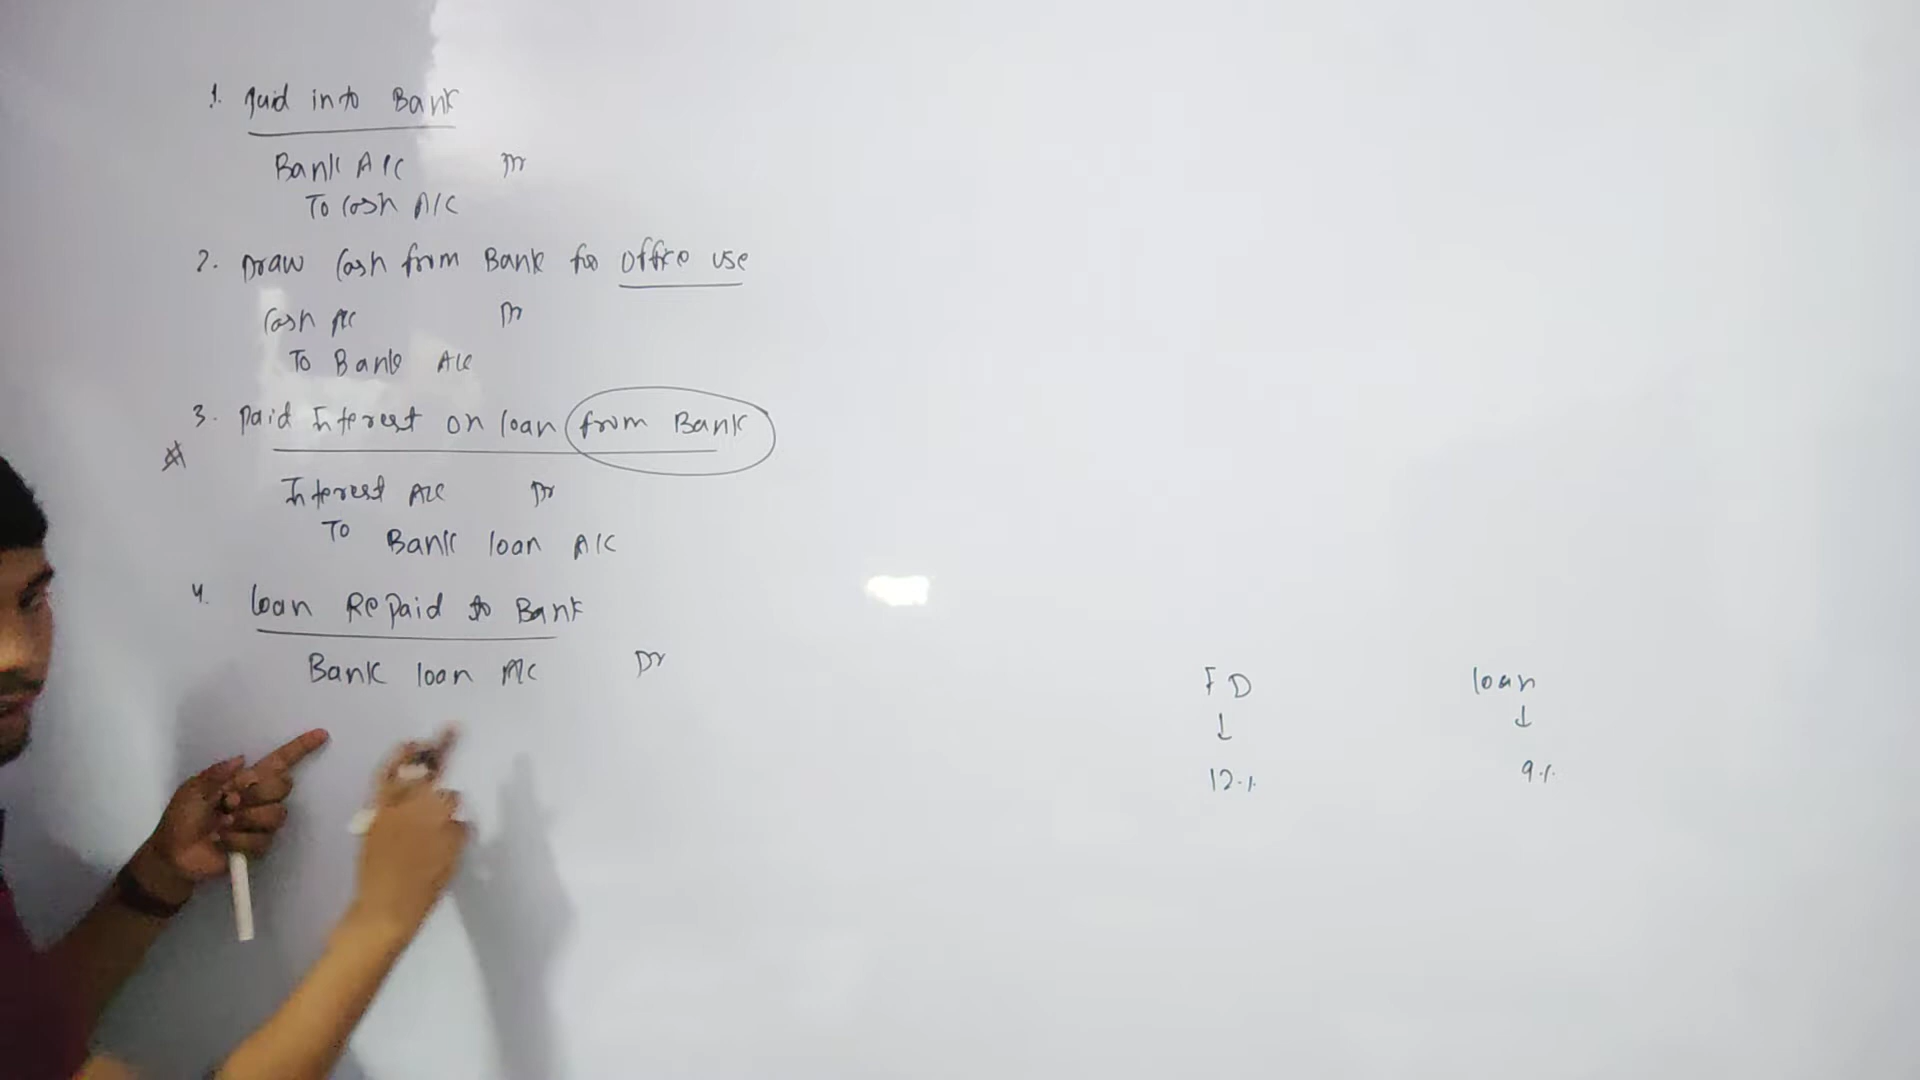 1. Paid into Bank
Bank A/C Dr
To Cash A/C
2. Draw Cash from Bank for office use
Cash A/C Dr
To Bank A/C
3. Paid Interest on loan from Bank
Interest A/C Dr
To Bank loan A/C
4. loan Repaid to Bank
Bank loan A/C Dr
FD loan
↓ ↓
12% 9%